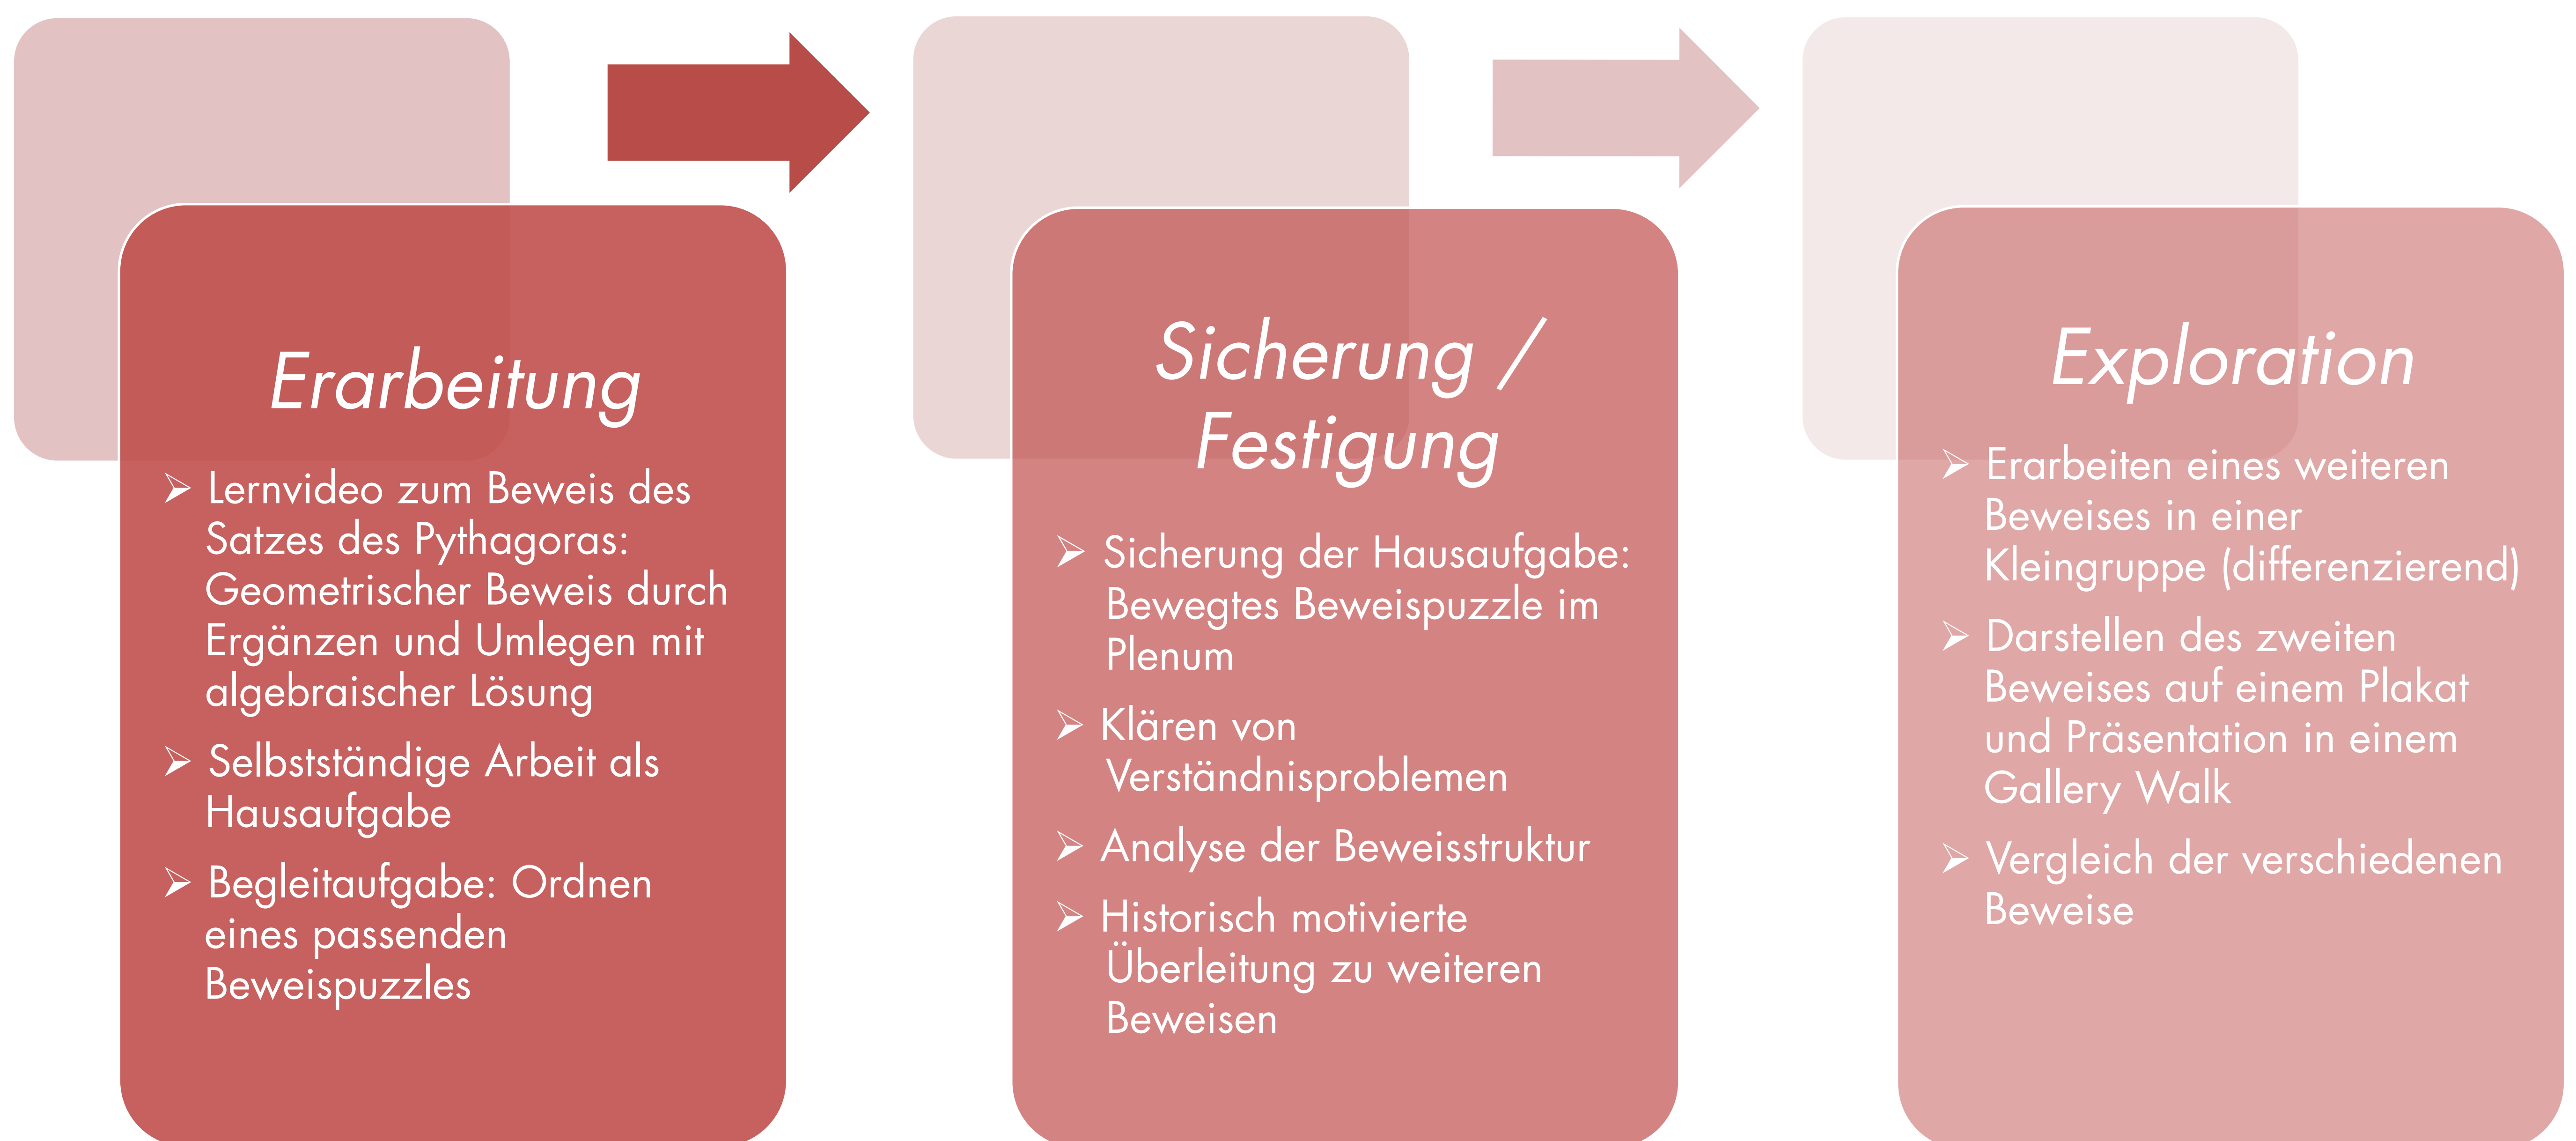 Erarbeitung
➢ Lernvideo zum Beweis des
Satzes des Pythagoras:
Geometrischer Beweis durch
Ergänzen und Umlegen mit
algebraischer Lösung
➢ Selbstständige Arbeit als
Hausaufgabe
➢ Begleitaufgabe: Ordnen
eines passenden
Beweispuzzles
Sicherung /
Festigung
➢ Sicherung der Hausaufgabe:
Bewegtes Beweispuzzle im
Plenum
➢ Klären von
Verständnisproblemen
➢ Analyse der Beweisstruktur
➢ Historisch motivierte
Überleitung zu weiteren
Beweisen
Exploration
➢ Erarbeiten eines weiteren
Beweises in einer
Kleingruppe (differenzierend)
➢ Darstellen des zweiten
Beweises auf einem Plakat
und Präsentation in einem
Gallery Walk
➢ Vergleich der verschiedenen
Beweise